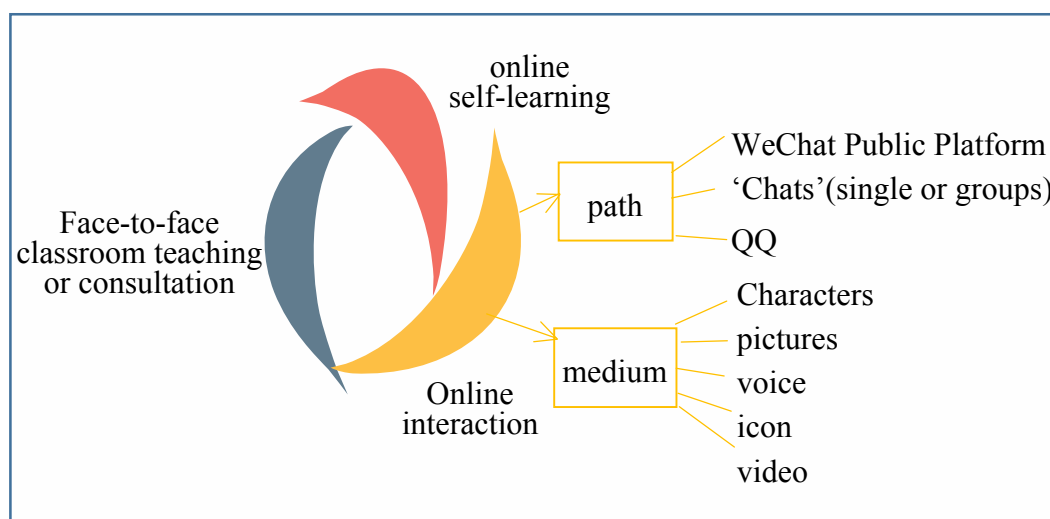 online
self-learning
Face-to-face
classroom teaching
or consultation
Online
interaction
path
WeChat Public Platform
‘Chats’(single or groups)
QQ
medium
Characters
pictures
voice
icon
video